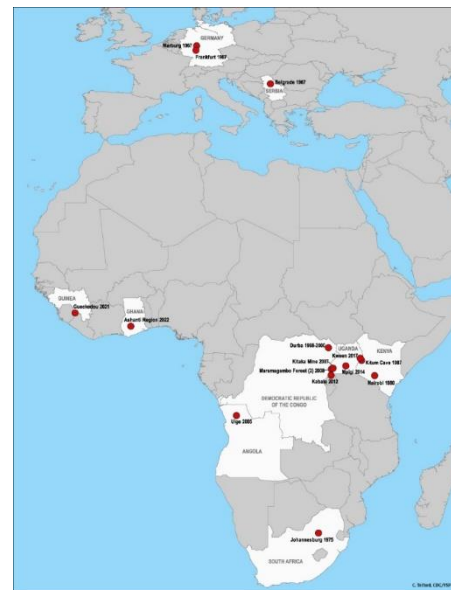 GERMANY
Marburg 1967
Frankfurt 1967
Belgrade 1967
SERBIA
GUINEA
2021
GHANA
Ashanti Region 2022
Durba 1998-2000
UGANDA
KENYA
Kitaka Mine 2007
Kween 2017
Kitum Cave 1987
Maramagambo Forest (2) 2008
Mpigi 2014
Kabale 2012
Nairobi 1980
DEMOCRATIC REPUBLIC
OF THE CONGO
Uige 2005
ANGOLA
Johannesburg 1975
SOUTH AFRICA